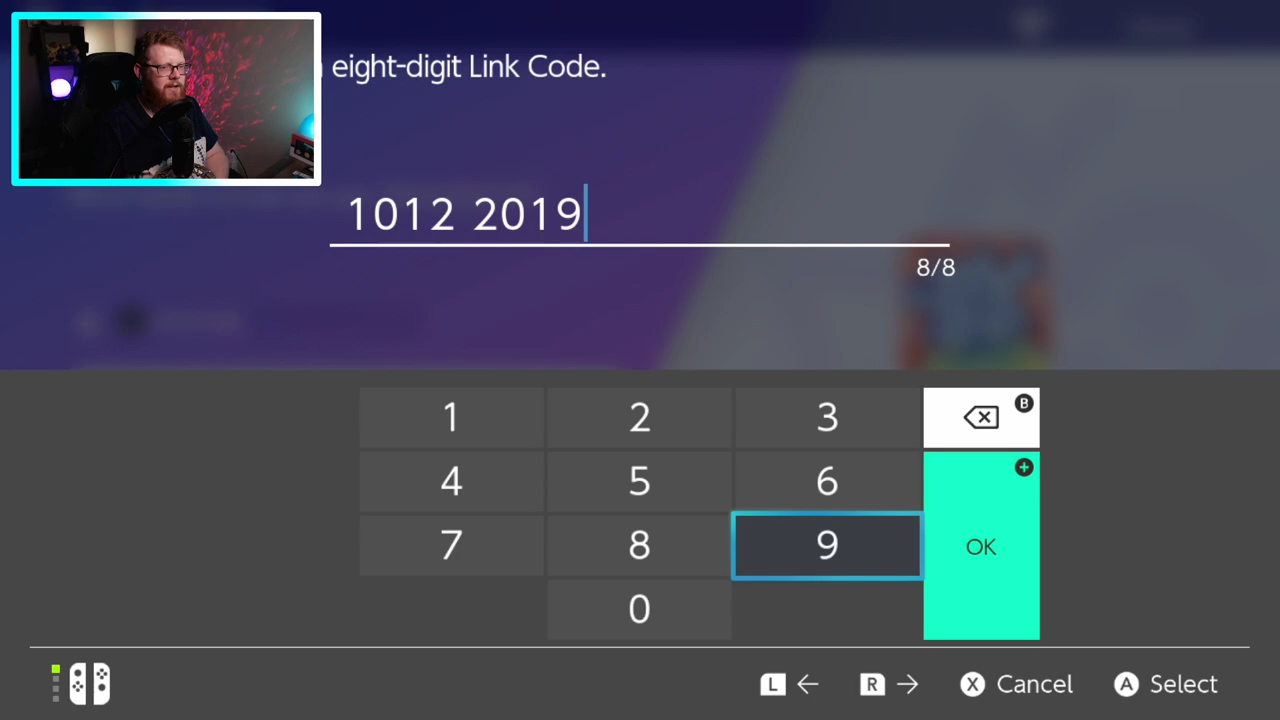 eight-digit Link Code.
1012 2019
8/8
1 2 3 B
4 5 6 +
7 8 9 OK
0
L ← R → X Cancel A Select